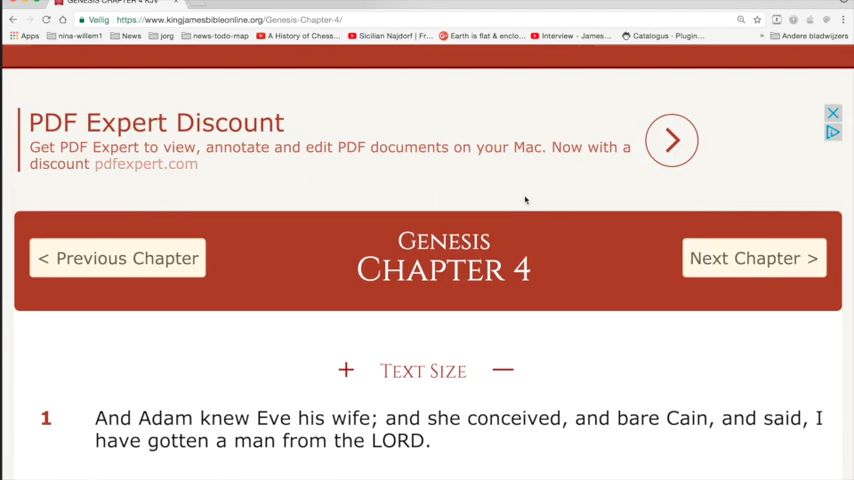 GENESIS CHAPTER 4 KJV
Veilig https://www.kingjamesbibleonline.org/Genesis-Chapter-4/
Apps nina-willem1 News jorg news-todo-map A History of Chess... Sicilian Najdorf | Fr... Earth is flat & enclo... Interview - James... Catalogus - Plugin... » Andere bladwijzers
PDF Expert Discount
Get PDF Expert to view, annotate and edit PDF documents on your Mac. Now with a
discount pdfexpert.com
< Previous Chapter
GENESIS
CHAPTER 4
Next Chapter >
+ TEXT SIZE —
1 And Adam knew Eve his wife; and she conceived, and bare Cain, and said, I
have gotten a man from the LORD.